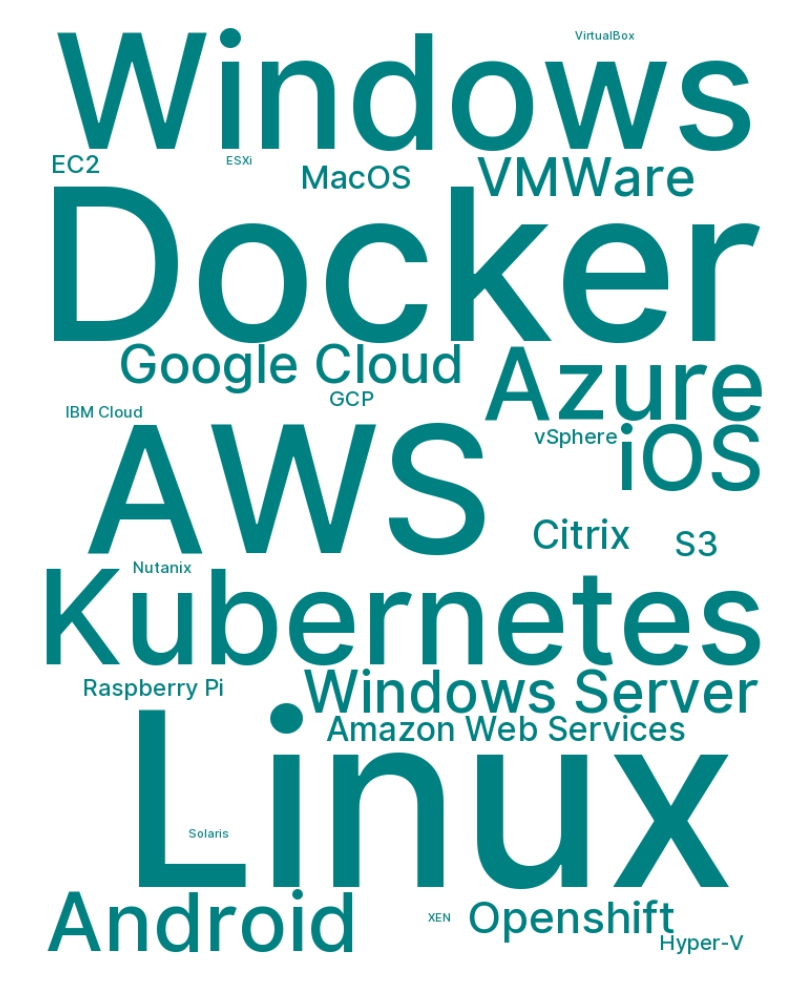 VirtualBox
Windows
EC2
ESXi
MacOS
VMWare
Docker
Google Cloud
Azure
GCP
IBM Cloud
AWS
vSphere
iOS
Citrix
S3
Nutanix
Kubernetes
Raspberry Pi
Windows Server
Amazon Web Services
Linux
Solaris
Android
XEN
Openshift
Hyper-V